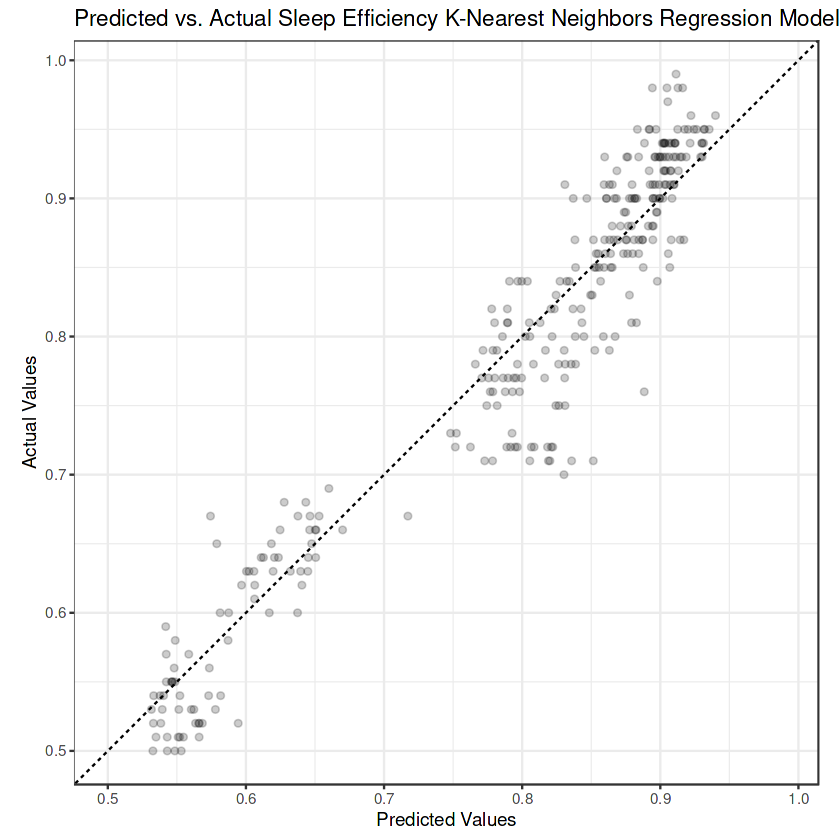 Predicted vs. Actual Sleep Efficiency K-Nearest Neighbors Regression Model
1.0
0.9
0.8
0.7
0.6
0.5
Actual Values
0.5 0.6 0.7 0.8 0.9 1.0
Predicted Values